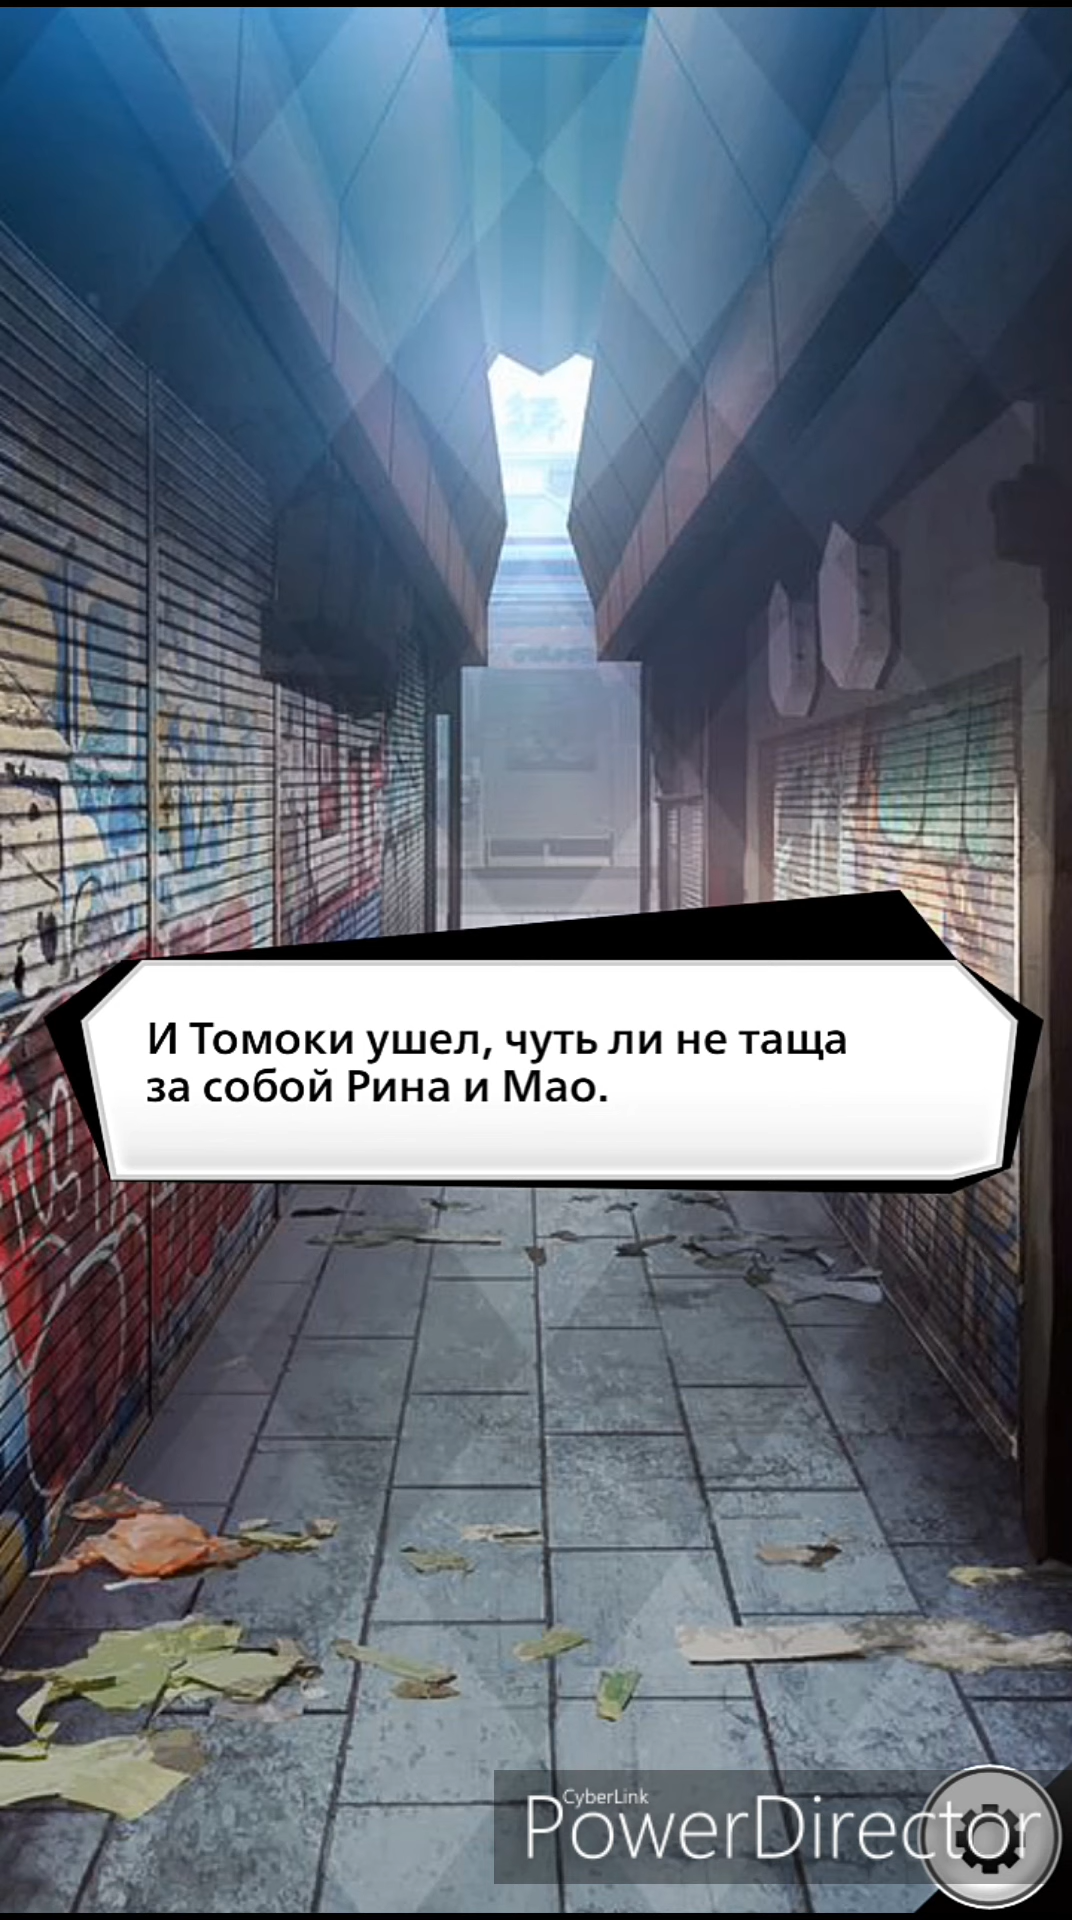 И Томоки ушел, чуть ли не таща
за собой Рина и Мао.
CyberLink
PowerDirector